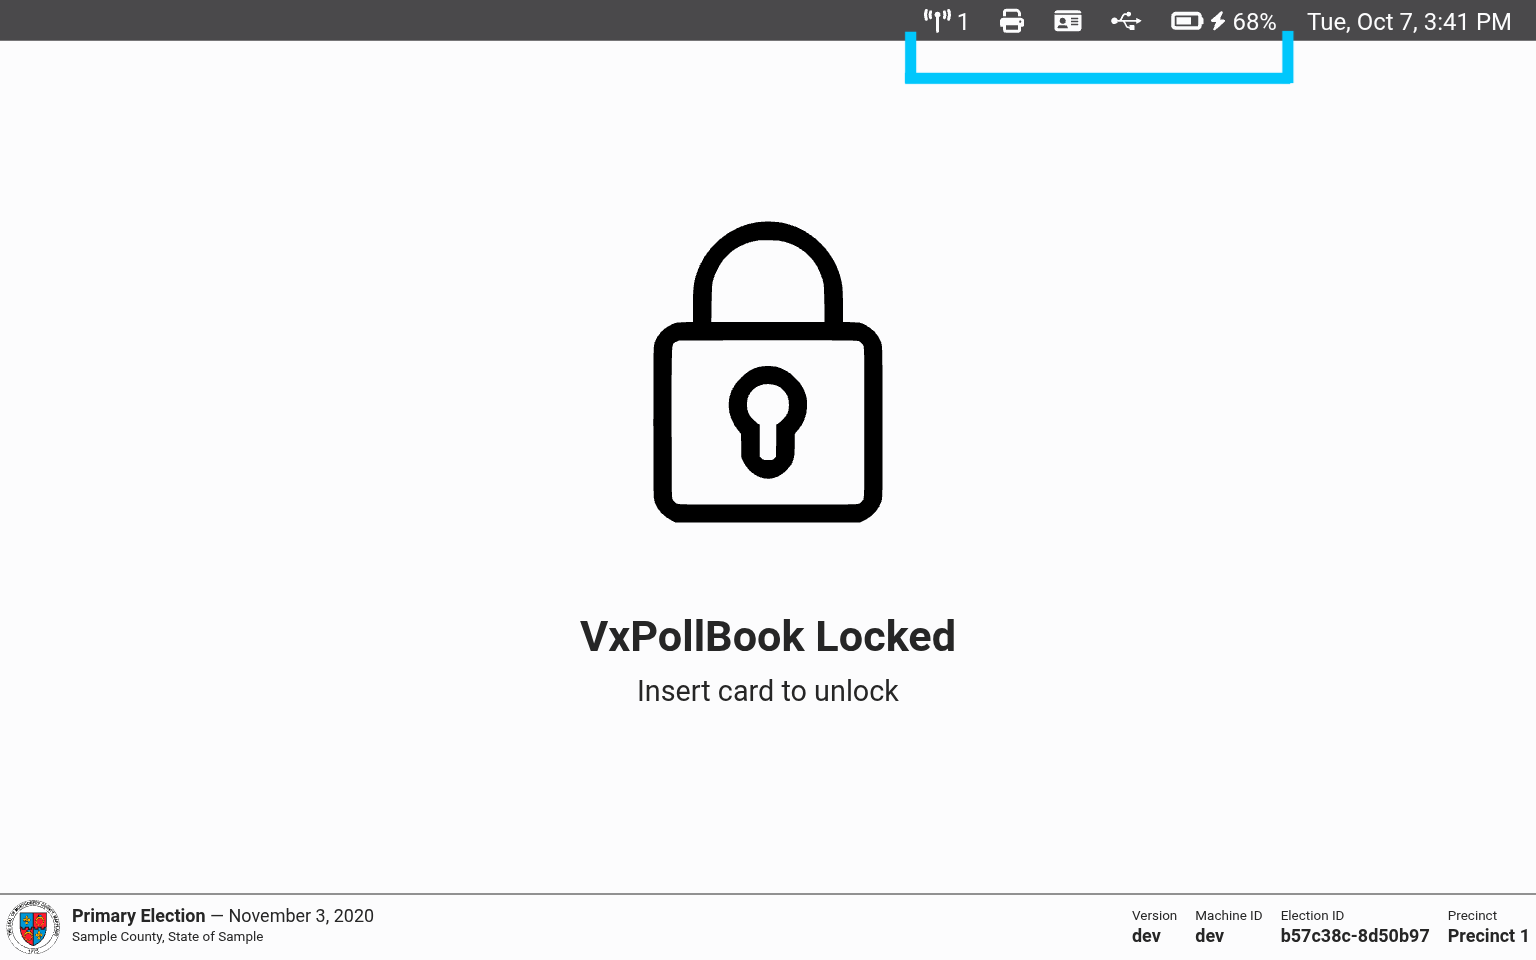 1 68% Tue, Oct 7, 3:41 PM
VxPollBook Locked
Insert card to unlock
Primary Election — November 3, 2020
Sample County, State of Sample
Version Machine ID Election ID Precinct
dev dev b57c38c-8d50b97 Precinct 1